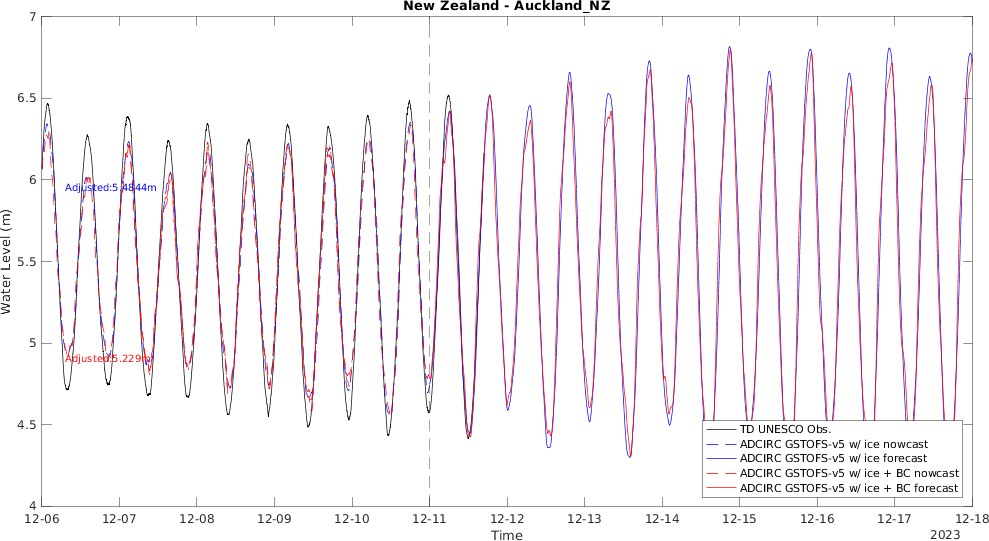 New Zealand - Auckland_NZ
7
6.5
6
5.5
5
4.5
4
Water Level (m)
Adjusted:5.4844m
Adjusted:5.229m
TD UNESCO Obs.
ADCIRC GSTOFS-v5 w/ ice nowcast
ADCIRC GSTOFS-v5 w/ ice forecast
ADCIRC GSTOFS-v5 w/ ice + BC nowcast
ADCIRC GSTOFS-v5 w/ ice + BC forecast
12-06 12-07 12-08 12-09 12-10 12-11 12-12 12-13 12-14 12-15 12-16 12-17 12-18
Time
2023